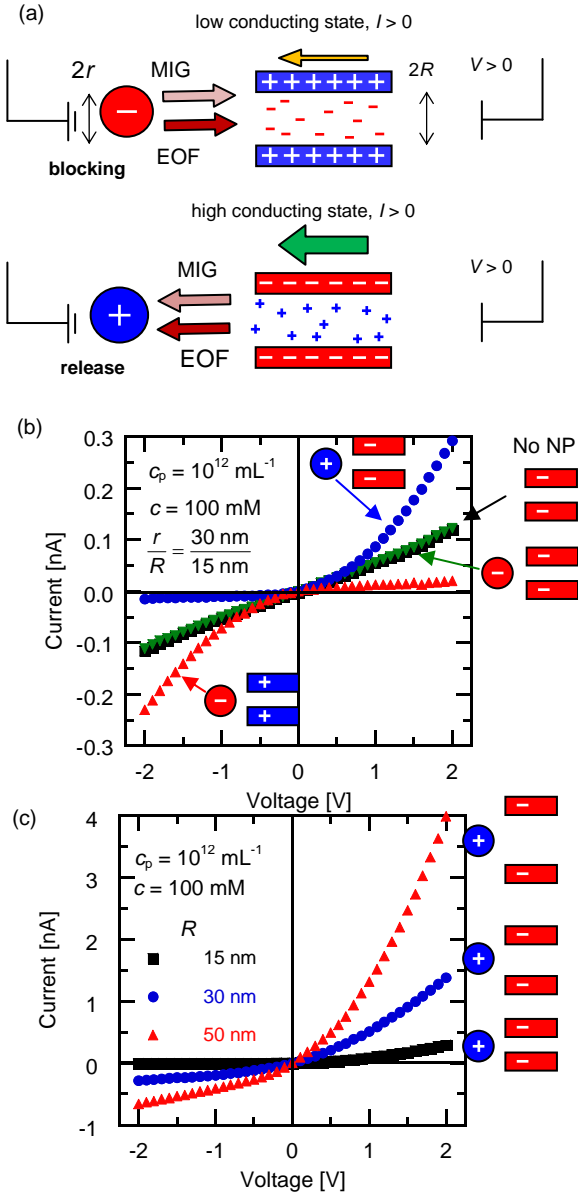 (a)
low conducting state, I > 0
2r
MIG
−
+ + + + + +
2R
V > 0
EOF
+ + + + + +
blocking
high conducting state, I > 0
MIG
− − − − − −
V > 0
+
EOF
− − − − − −
release
(b)
0.3
0.2
0.1
0.0
-0.1
-0.2
-0.3
Current [nA]
cp = 10^12 mL^-1
c = 100 mM
r/R = 30 nm/15 nm
+
−
−
No NP
−
−
−
−
−
−
+
+
-2 -1 0 1 2
Voltage [V]
(c)
4
3
2
1
0
-1
Current [nA]
cp = 10^12 mL^-1
c = 100 mM
R
15 nm
30 nm
50 nm
−
+
−
−
+
−
−
+
−
-2 -1 0 1 2
Voltage [V]